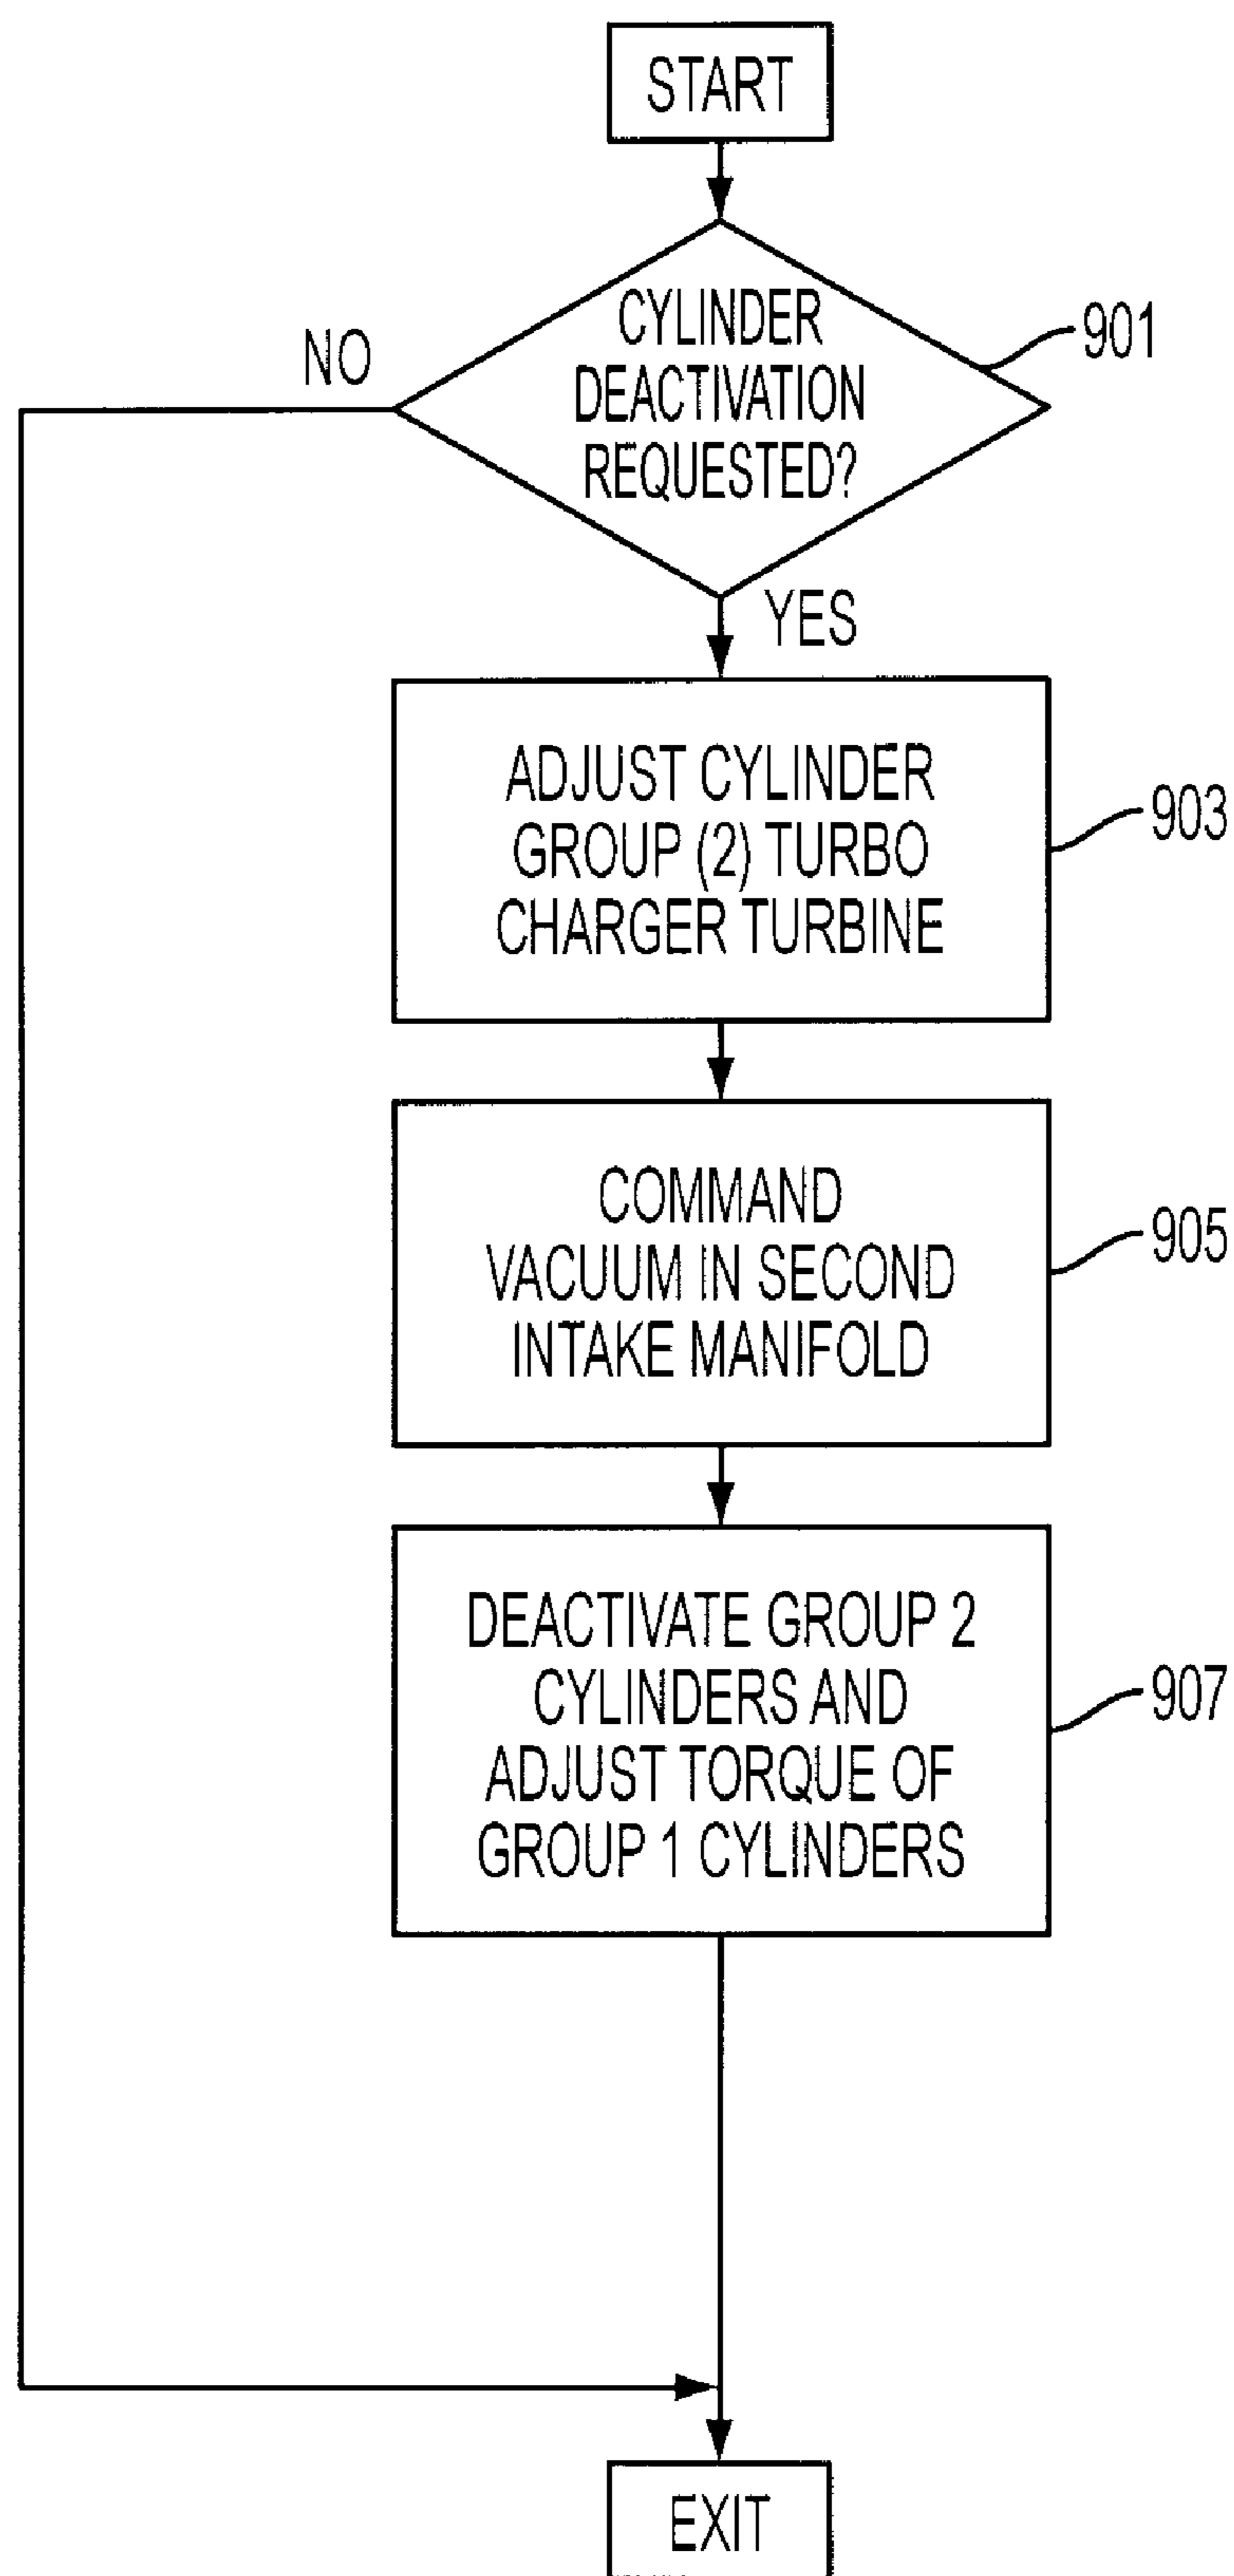 START
CYLINDER
DEACTIVATION
REQUESTED?
901
NO
YES
ADJUST CYLINDER
GROUP (2) TURBO
CHARGER TURBINE
903
COMMAND
VACUUM IN SECOND
INTAKE MANIFOLD
905
DEACTIVATE GROUP 2
CYLINDERS AND
ADJUST TORQUE OF
GROUP 1 CYLINDERS
907
EXIT